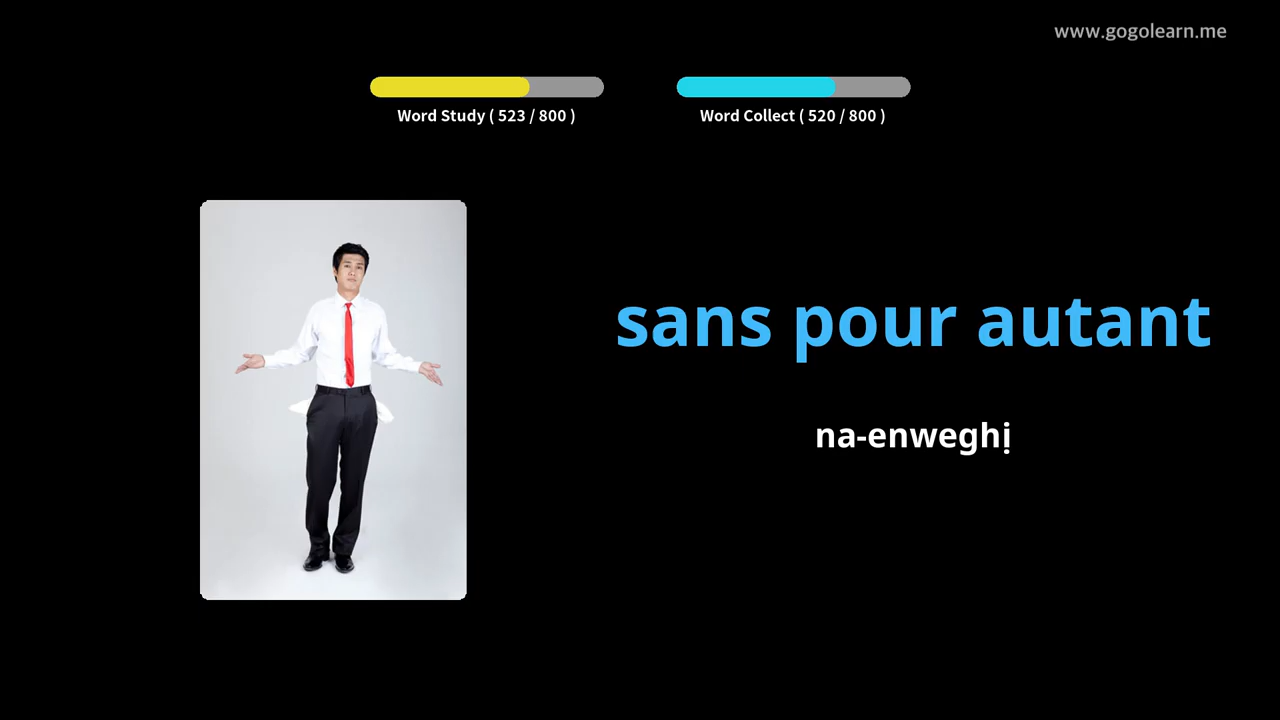 www.gogolearn.me
Word Study ( 523 / 800 )
Word Collect ( 520 / 800 )
sans pour autant
na-enweghị